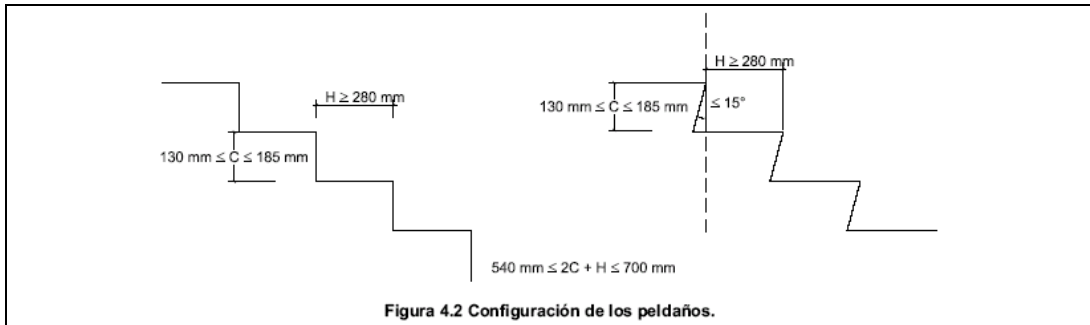 H ≥ 280 mm
130 mm ≤ C ≤ 185 mm
540 mm ≤ 2C + H ≤ 700 mm
H ≥ 280 mm
130 mm ≤ C ≤ 185 mm
≤ 15°
Figura 4.2 Configuración de los peldaños.